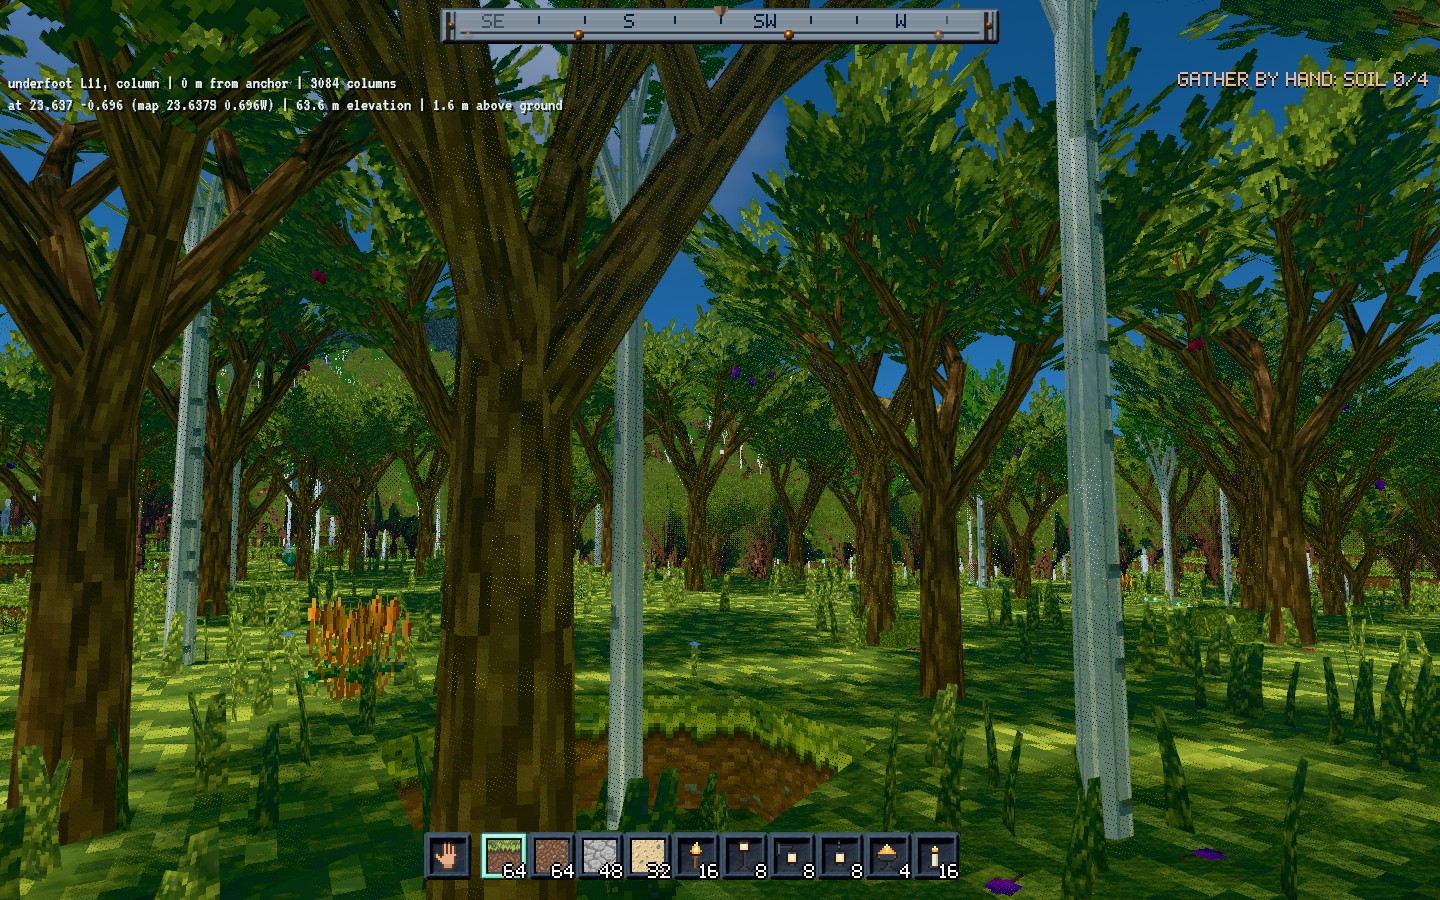 SE S SW W
underfoot L11, column | 0 m from anchor | 3084 columns
GATHER BY HAND: SOIL 0/4
at 23.637 -0.696 (map 23.637S 0.696W) | 63.6 m elevation | 1.6 m above ground
64 64 48 32 16 8 8 8 4 16